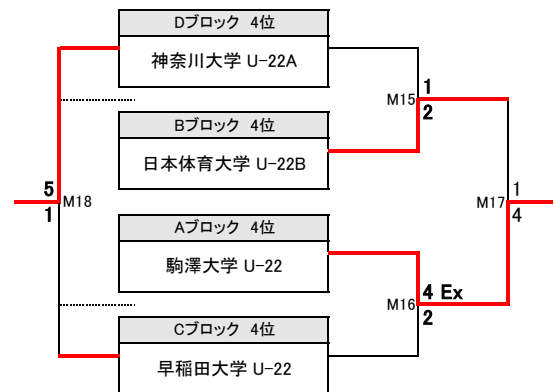 Dブロック 4位
神奈川大学 U-22A
1
M15
2
Bブロック 4位
日本体育大学 U-22B
5
M18
1
1
M17
4
Aブロック 4位
駒澤大学 U-22
4 Ex
M16
2
Cブロック 4位
早稲田大学 U-22